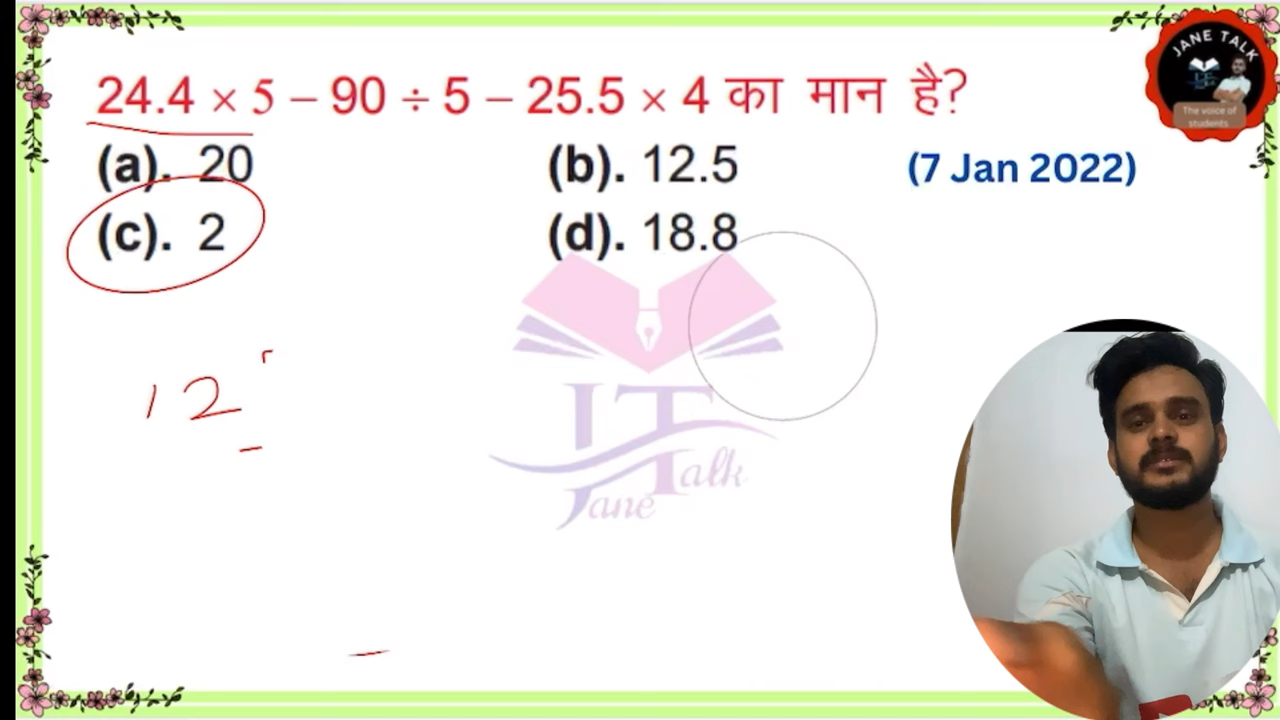 JANE TALK
The voice of
students
24.4 × 5 – 90 ÷ 5 – 25.5 × 4 का मान है?
(a). 20
(b). 12.5
(7 Jan 2022)
(c). 2
(d). 18.8
12
Jane Talk